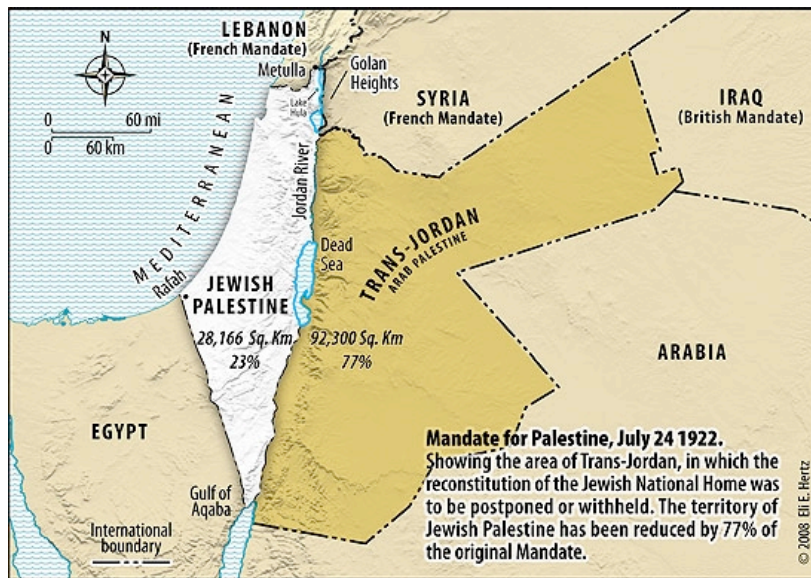 LEBANON
(French Mandate)
Metulla
Golan
Heights
N
0 60 mi
0 60 km
Lake
Hula
SYRIA
(French Mandate)
IRAQ
(British Mandate)
MEDITERRANEAN
Jordan River
TRANS-JORDAN
ARAB PALESTINE
Dead
Sea
Rafah
JEWISH
PALESTINE
28,166 Sq. Km
23%
92,300 Sq. Km
77%
ARABIA
EGYPT
Gulf of
Aqaba
International
boundary
Mandate for Palestine, July 24 1922.
Showing the area of Trans-Jordan, in which the
reconstitution of the Jewish National Home was
to be postponed or withheld. The territory of
Jewish Palestine has been reduced by 77% of
the original Mandate.
© 2008 Eli E. Hertz